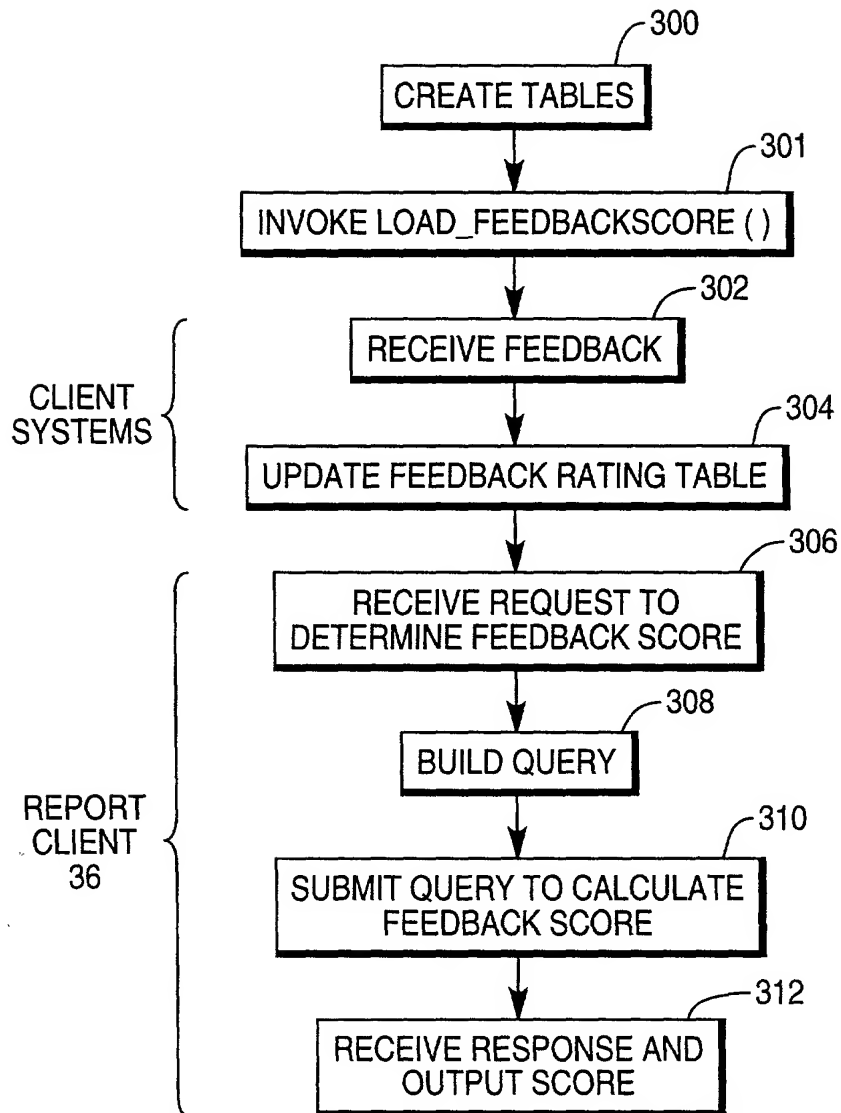 300
CREATE TABLES
301
INVOKE LOAD_FEEDBACKSCORE ( )
302
RECEIVE FEEDBACK
CLIENT
SYSTEMS
304
UPDATE FEEDBACK RATING TABLE
306
RECEIVE REQUEST TO
DETERMINE FEEDBACK SCORE
308
BUILD QUERY
REPORT
CLIENT
36
310
SUBMIT QUERY TO CALCULATE
FEEDBACK SCORE
312
RECEIVE RESPONSE AND
OUTPUT SCORE